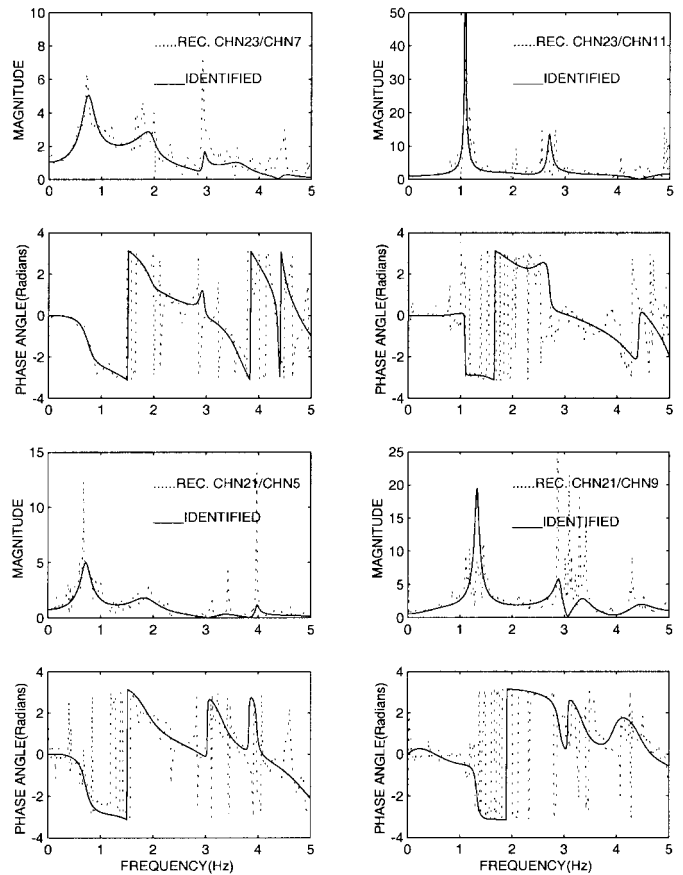 10
8
6
4
2
0
MAGNITUDE
REC. CHN23/CHN7
IDENTIFIED
0 1 2 3 4 5
50
40
30
20
10
0
MAGNITUDE
REC. CHN23/CHN11
IDENTIFIED
0 1 2 3 4 5
4
2
0
-2
-4
PHASE ANGLE(Radians)
0 1 2 3 4 5
4
2
0
-2
-4
PHASE ANGLE(Radians)
0 1 2 3 4 5
15
10
5
0
MAGNITUDE
REC. CHN21/CHN5
IDENTIFIED
0 1 2 3 4 5
25
20
15
10
5
0
MAGNITUDE
REC. CHN21/CHN9
IDENTIFIED
0 1 2 3 4 5
4
2
0
-2
-4
PHASE ANGLE(Radians)
0 1 2 3 4 5
FREQUENCY(Hz)
4
2
0
-2
-4
PHASE ANGLE(Radians)
0 1 2 3 4 5
FREQUENCY(Hz)